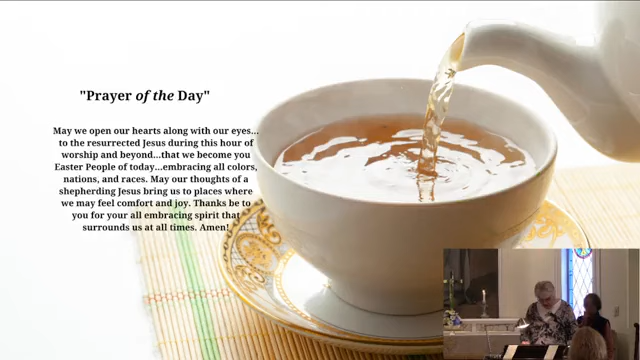 "Prayer of the Day"
May we open our hearts along with our eyes...
to the resurrected Jesus during this hour of
worship and beyond...that we become you
Easter People of today...embracing all colors,
nations, and races. May our thoughts of a
shepherding Jesus bring us to places where
we may feel comfort and joy. Thanks be to
you for your all embracing spirit that
surrounds us at all times. Amen!